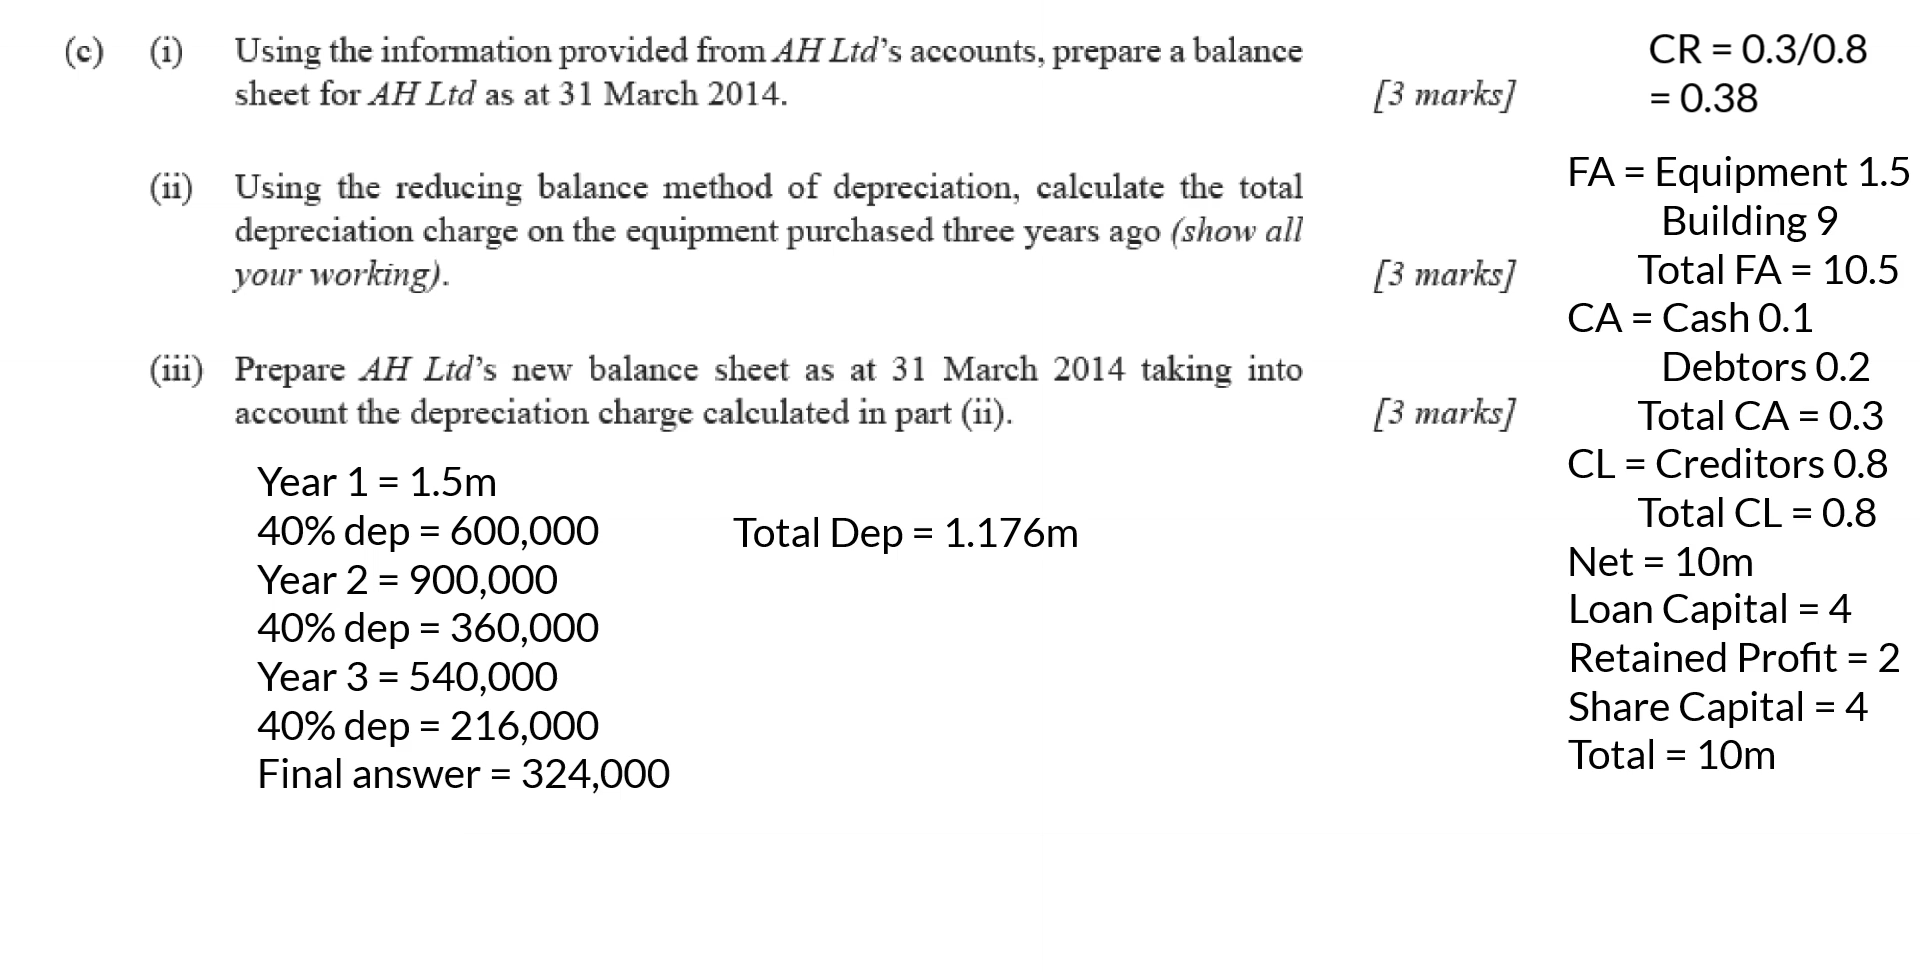 (c) (i) Using the information provided from AH Ltd's accounts, prepare a balance
sheet for AH Ltd as at 31 March 2014. [3 marks]
(ii) Using the reducing balance method of depreciation, calculate the total
depreciation charge on the equipment purchased three years ago (show all
your working). [3 marks]
(iii) Prepare AH Ltd's new balance sheet as at 31 March 2014 taking into
account the depreciation charge calculated in part (ii). [3 marks]
Year 1 = 1.5m
40% dep = 600,000
Year 2 = 900,000
40% dep = 360,000
Year 3 = 540,000
40% dep = 216,000
Final answer = 324,000
Total Dep = 1.176m
CR = 0.3/0.8
= 0.38
FA = Equipment 1.5
Building 9
Total FA = 10.5
CA = Cash 0.1
Debtors 0.2
Total CA = 0.3
CL = Creditors 0.8
Total CL = 0.8
Net = 10m
Loan Capital = 4
Retained Profit = 2
Share Capital = 4
Total = 10m